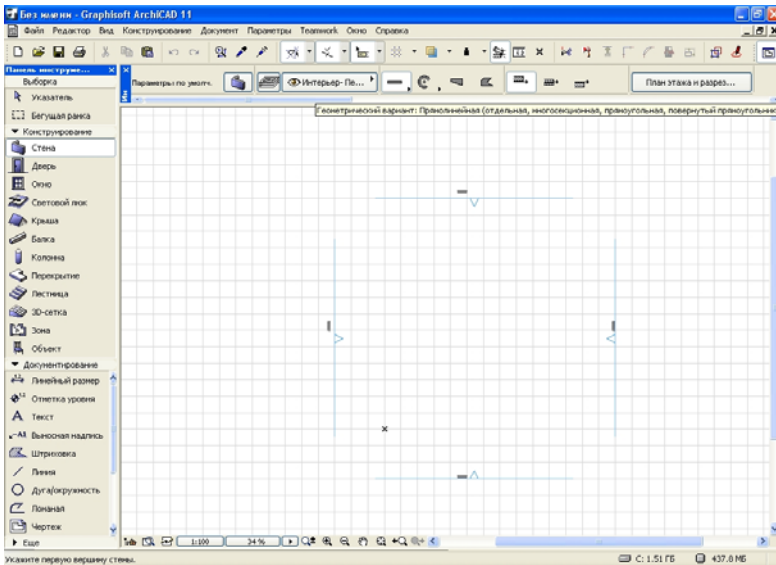 Без имени - Graphisoft ArchiCAD 11
Файл Редактор Вид Конструирование Документ Параметры Teamwork Окно Справка
Панель инструме...
Выборка
Параметры по умолч.
Интерьер- Пе...
План этажа и разрез...
Указатель
Геометрический вариант: Прямолинейная (отдельная, многосекционная, прямоугольная, повернутый прямоугольник
Бегущая рамка
Конструирование
Стена
Дверь
Окно
Световой люк
Крыша
Балка
Колонна
Перекрытие
Лестница
3D-сетка
Зона
Объект
Документирование
Линейный размер
Отметка уровня
Текст
Выносная надпись
Штриховка
Линия
Дуга/окружность
Ломаная
Чертеж
Еще
1:100
34 %
Укажите первую вершину стены.
C: 1.51 ГБ
437.0 МБ